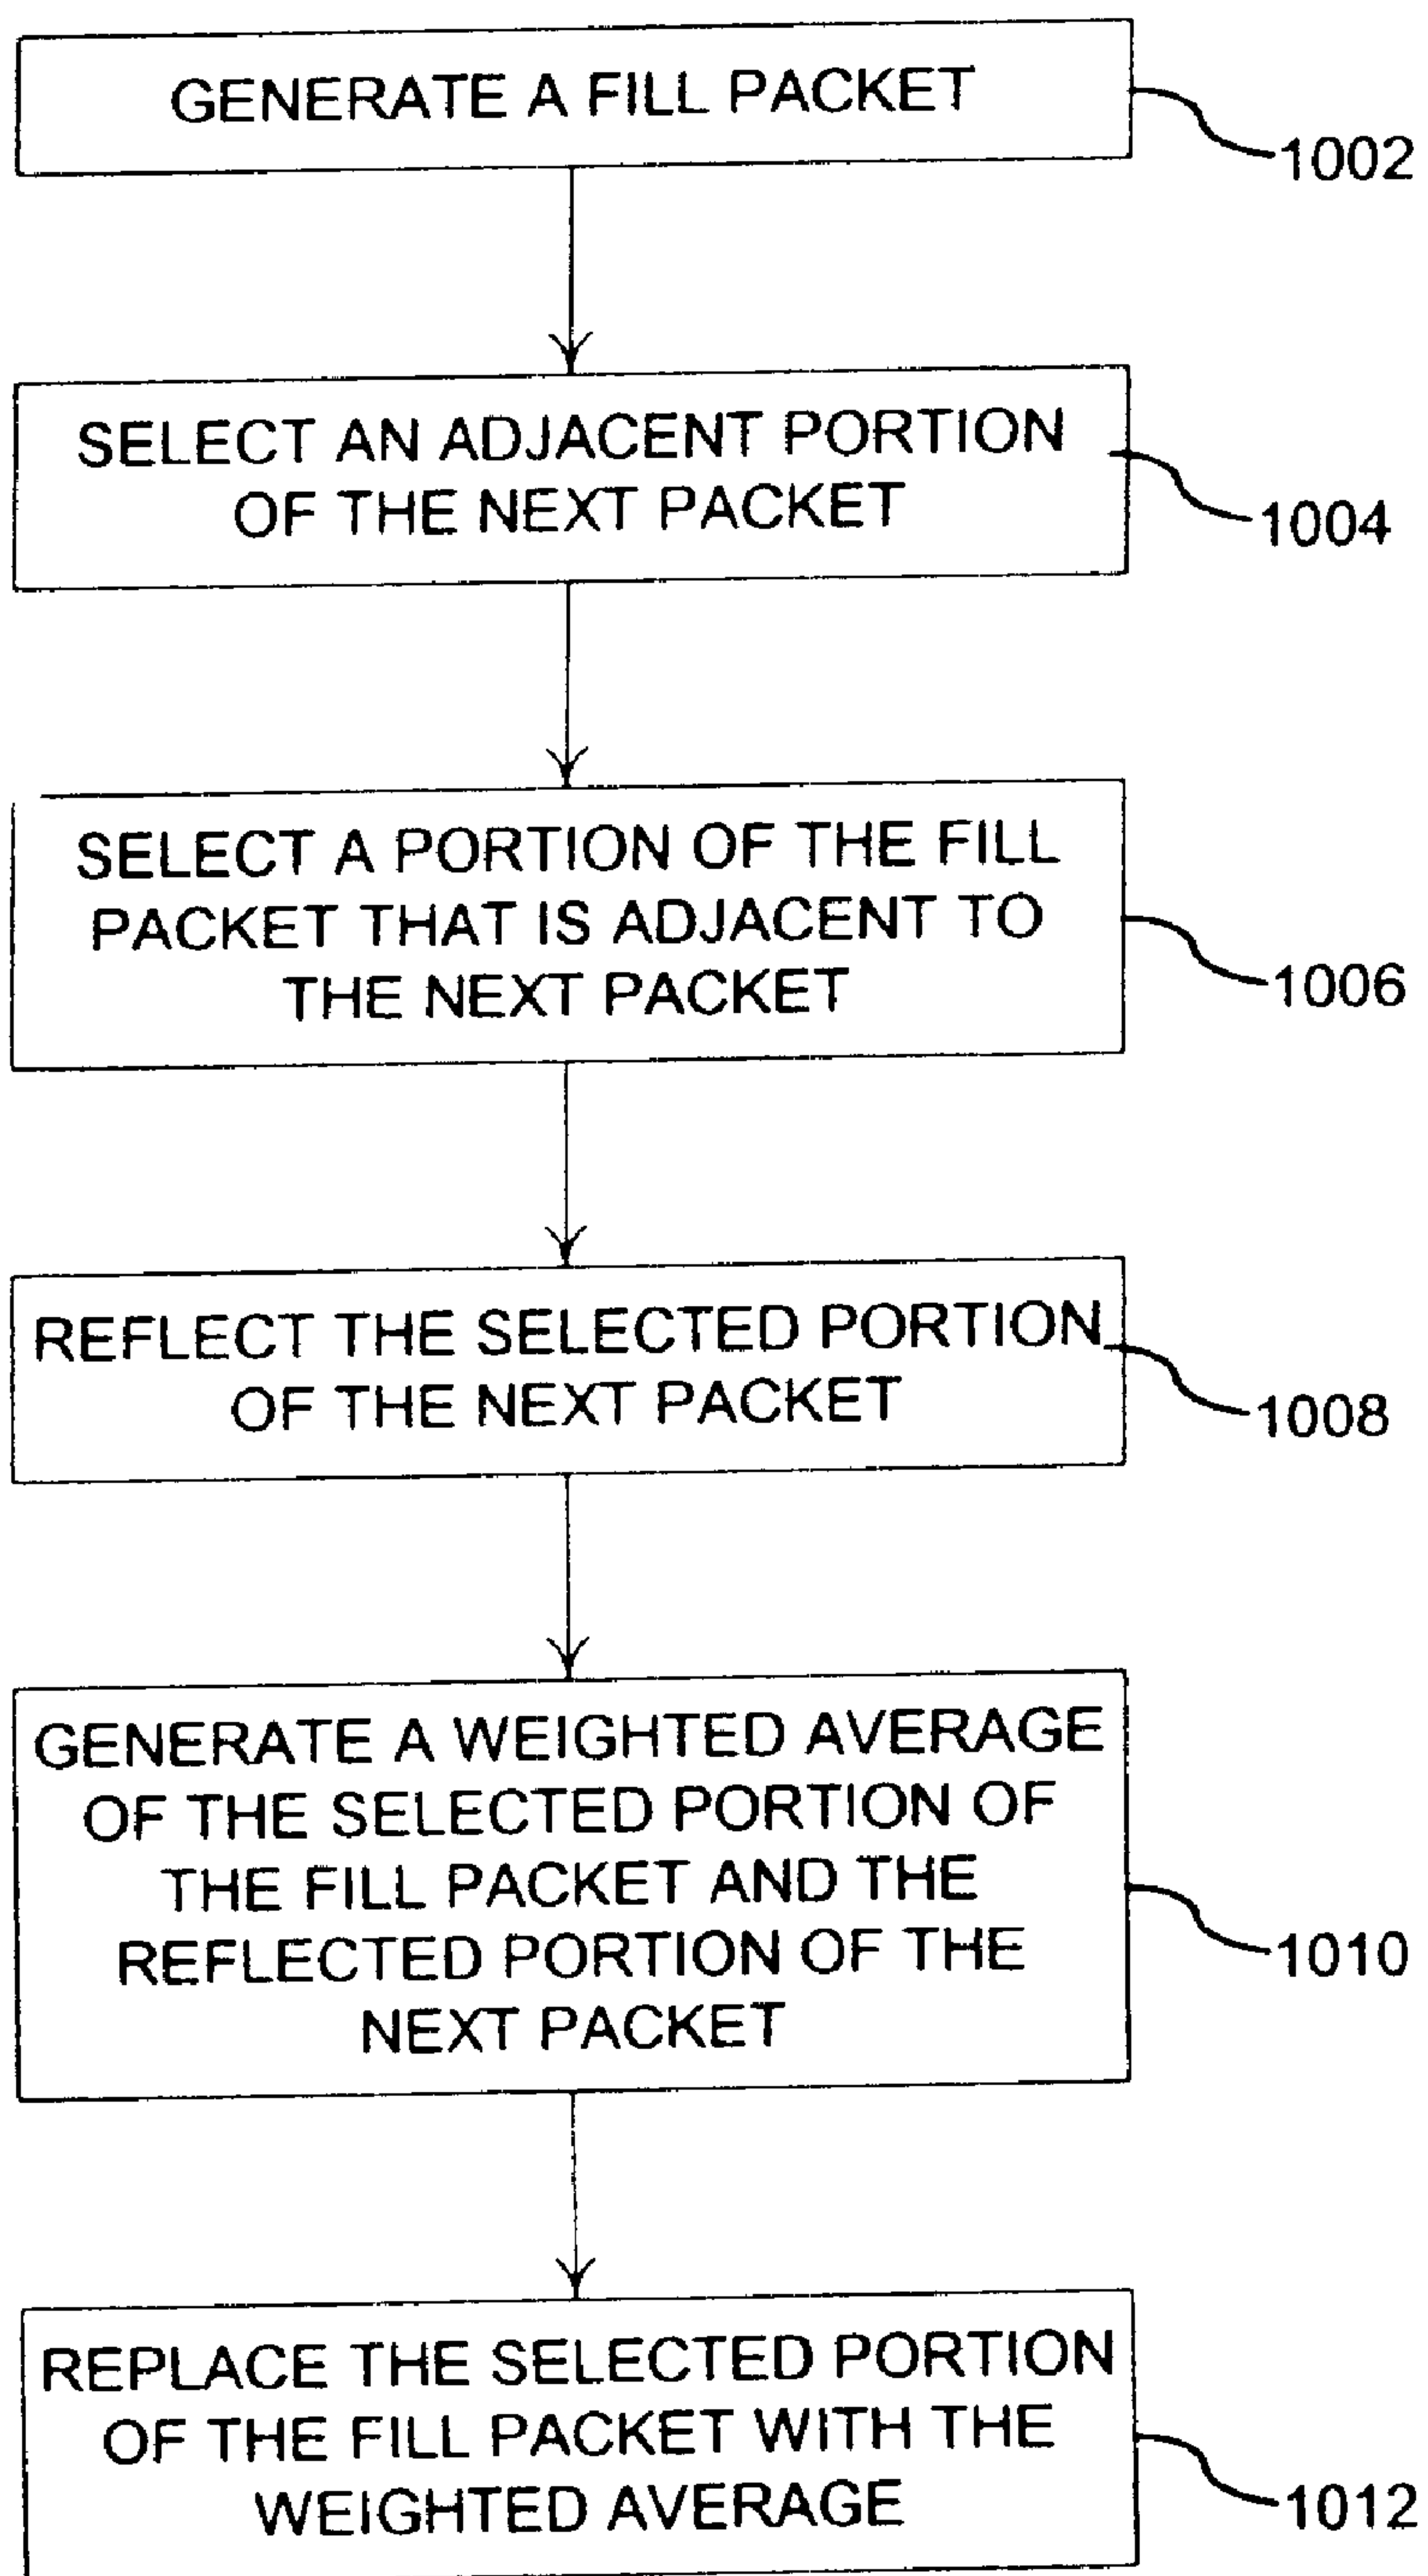 GENERATE A FILL PACKET
1002
SELECT AN ADJACENT PORTION
OF THE NEXT PACKET
1004
SELECT A PORTION OF THE FILL
PACKET THAT IS ADJACENT TO
THE NEXT PACKET
1006
REFLECT THE SELECTED PORTION
OF THE NEXT PACKET
1008
GENERATE A WEIGHTED AVERAGE
OF THE SELECTED PORTION OF
THE FILL PACKET AND THE
REFLECTED PORTION OF THE
NEXT PACKET
1010
REPLACE THE SELECTED PORTION
OF THE FILL PACKET WITH THE
WEIGHTED AVERAGE
1012